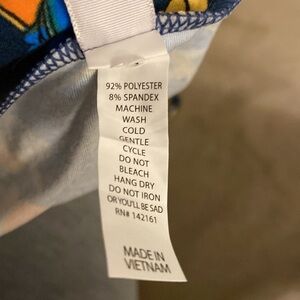 92% POLYESTER
8% SPANDEX
MACHINE
WASH
COLD
GENTLE
CYCLE
DO NOT
BLEACH
HANG DRY
DO NOT IRON
OR YOU'LL BE SAD
RN# 142161
MADE IN
VIETNAM